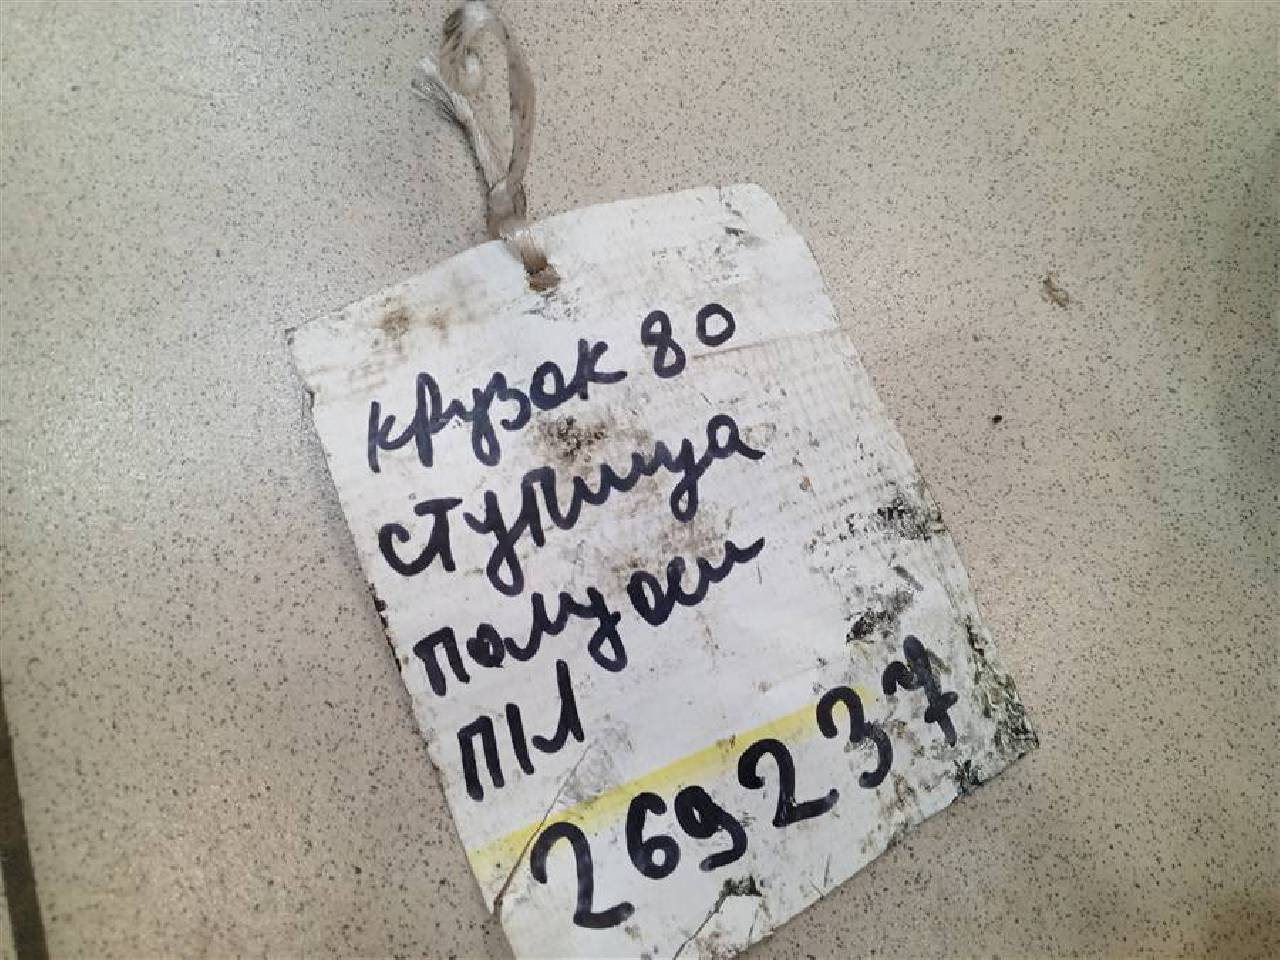 крузак 80
ступица
полуоси
П/Л
269237